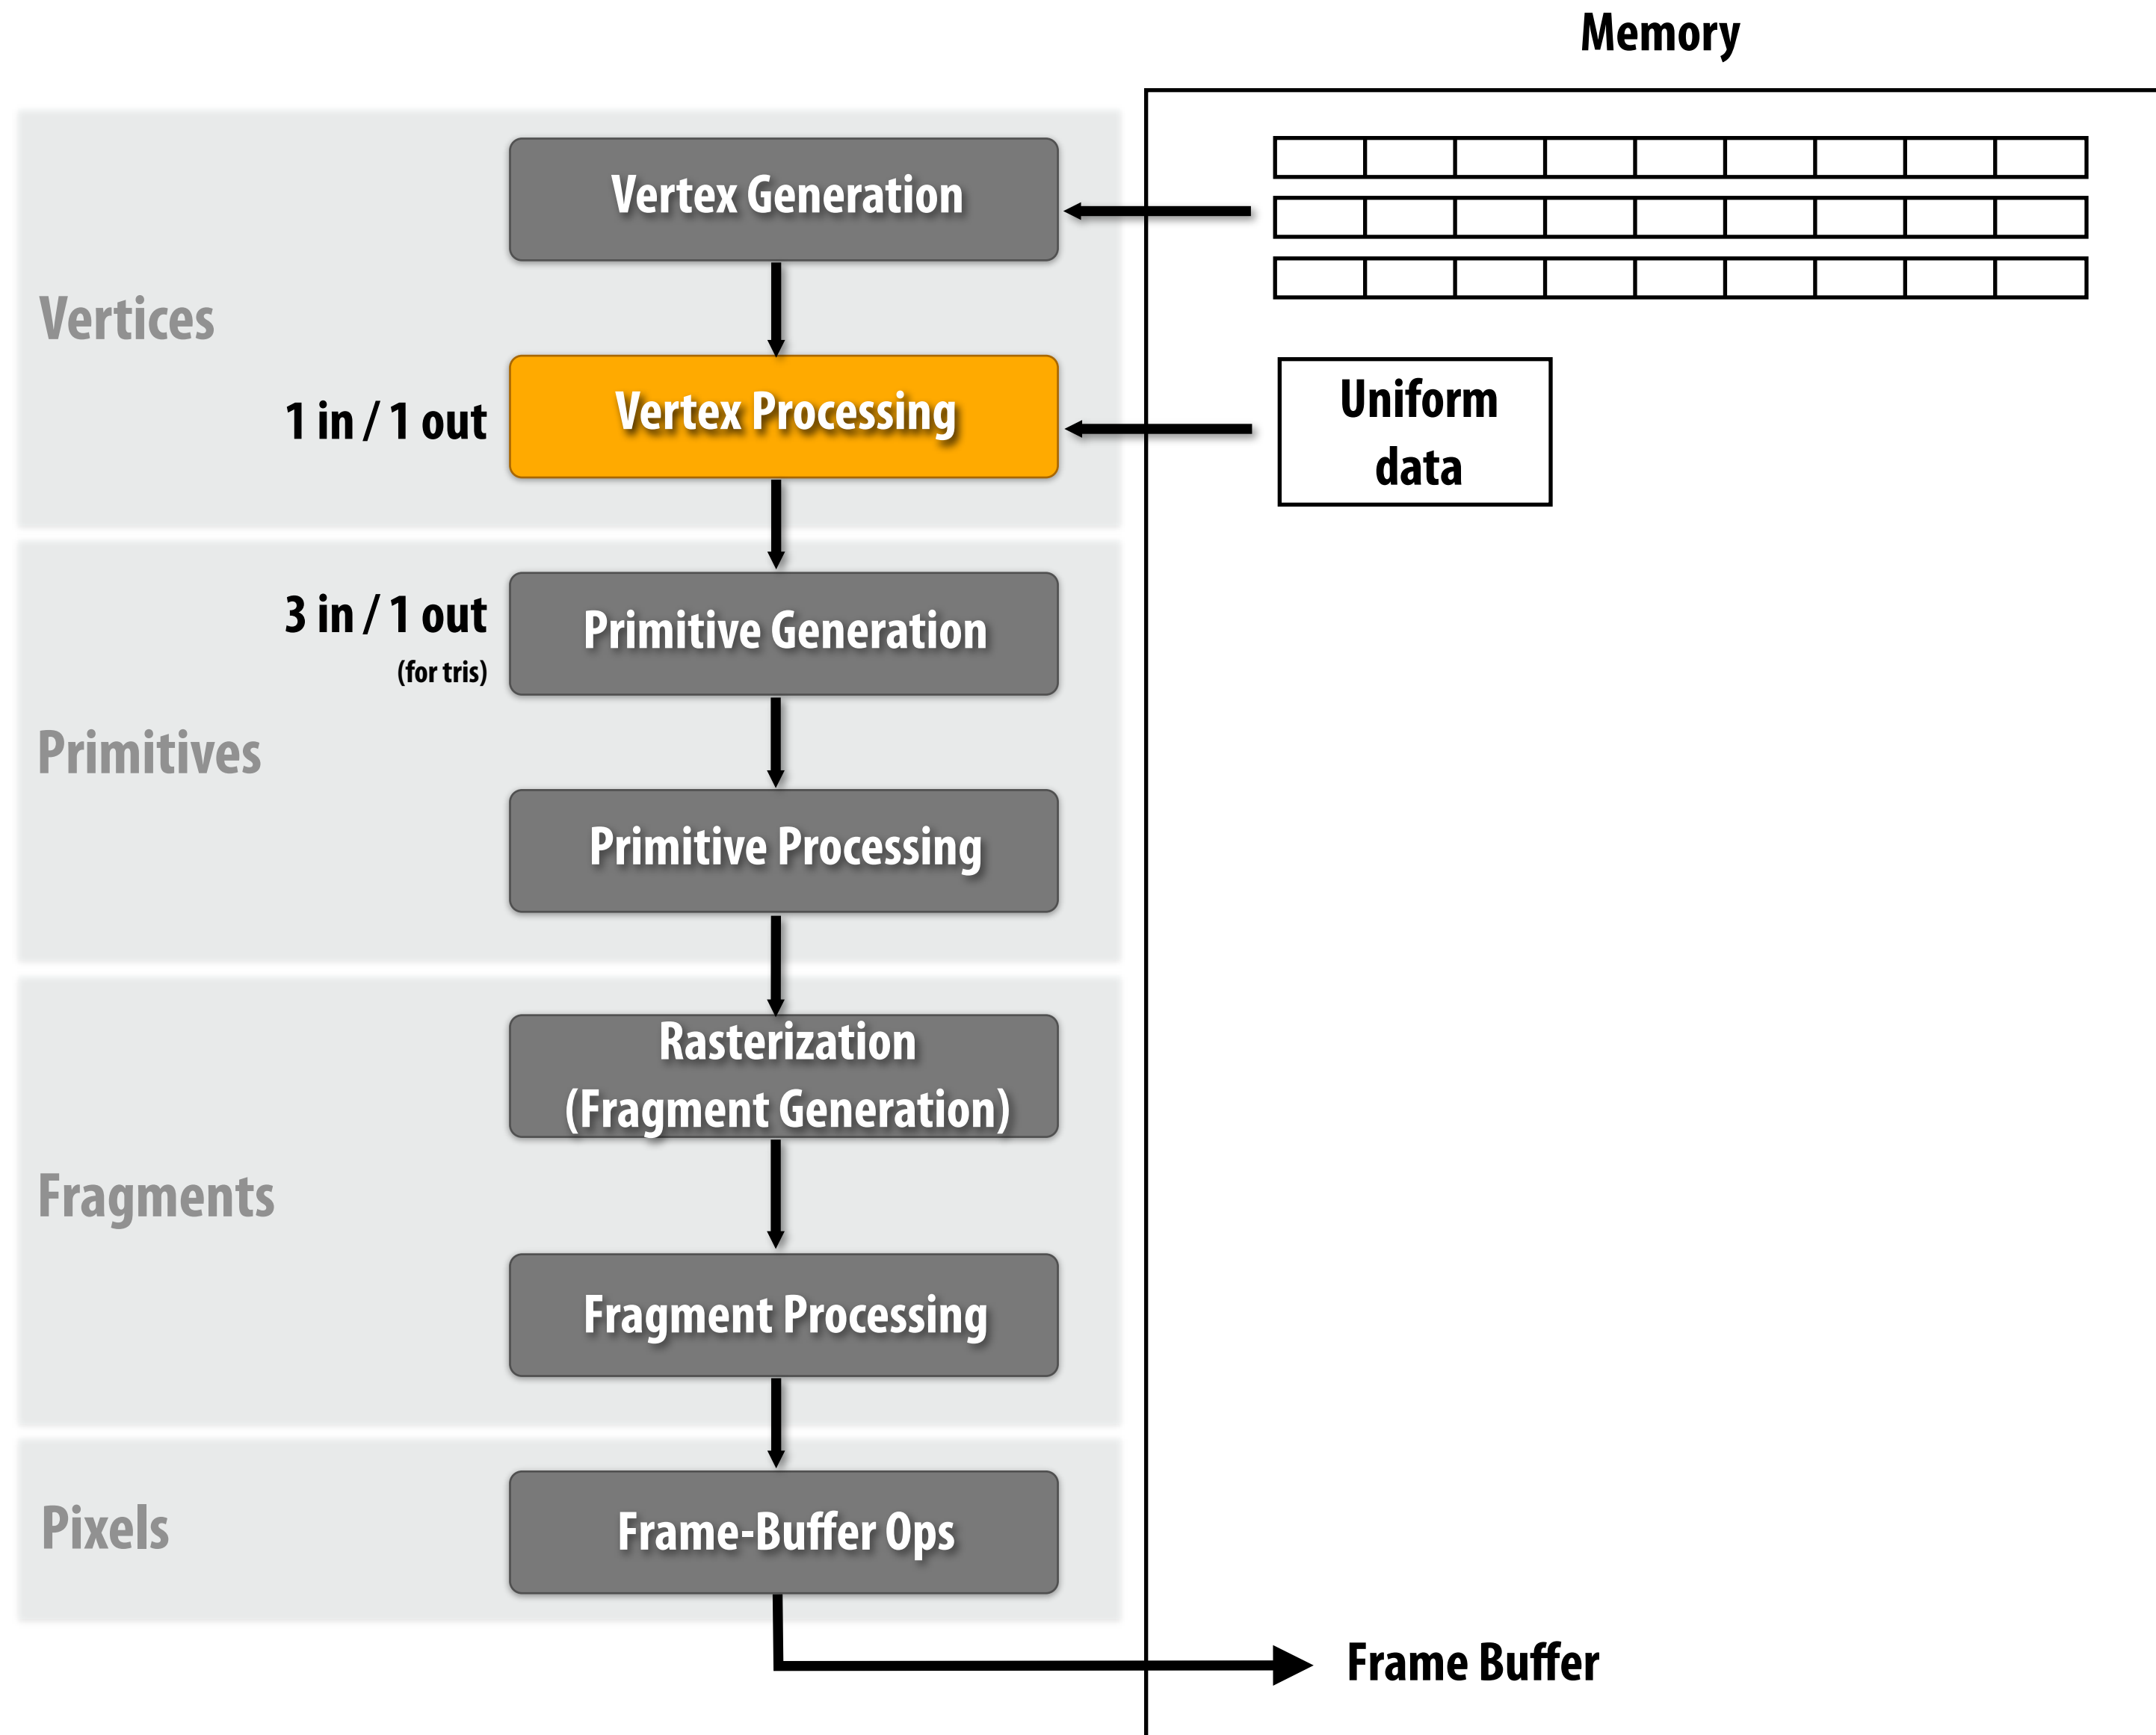 Memory
Vertex Generation
Vertices
1 in / 1 out
Vertex Processing
Uniform
data
3 in / 1 out
(for tris)
Primitive Generation
Primitives
Primitive Processing
Rasterization
(Fragment Generation)
Fragments
Fragment Processing
Pixels
Frame-Buffer Ops
Frame Buffer